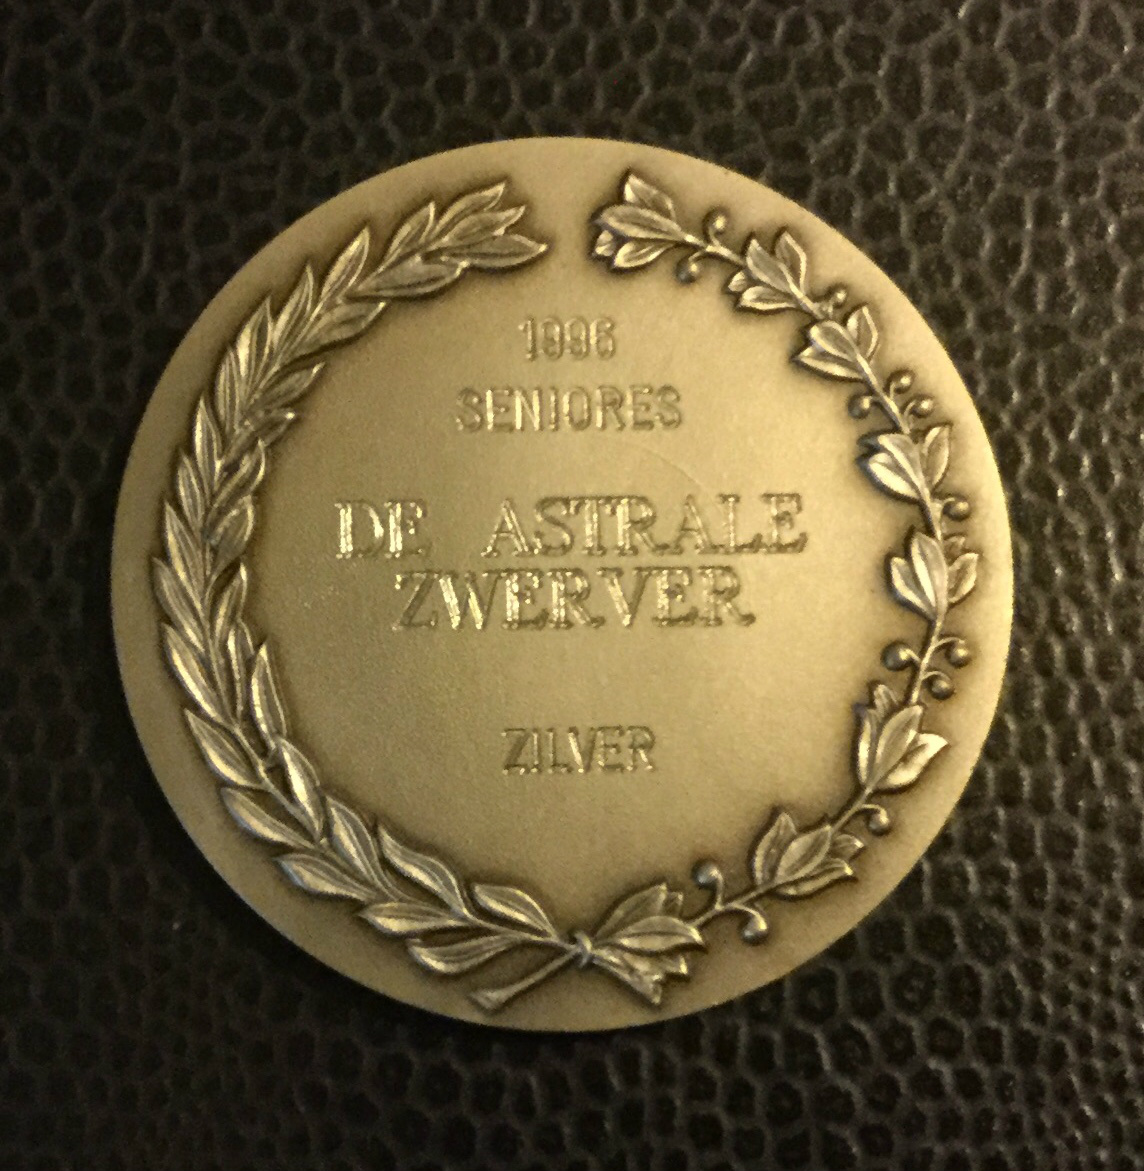 1996
SENIORES
DE ASTRALE
ZWERVER
ZILVER